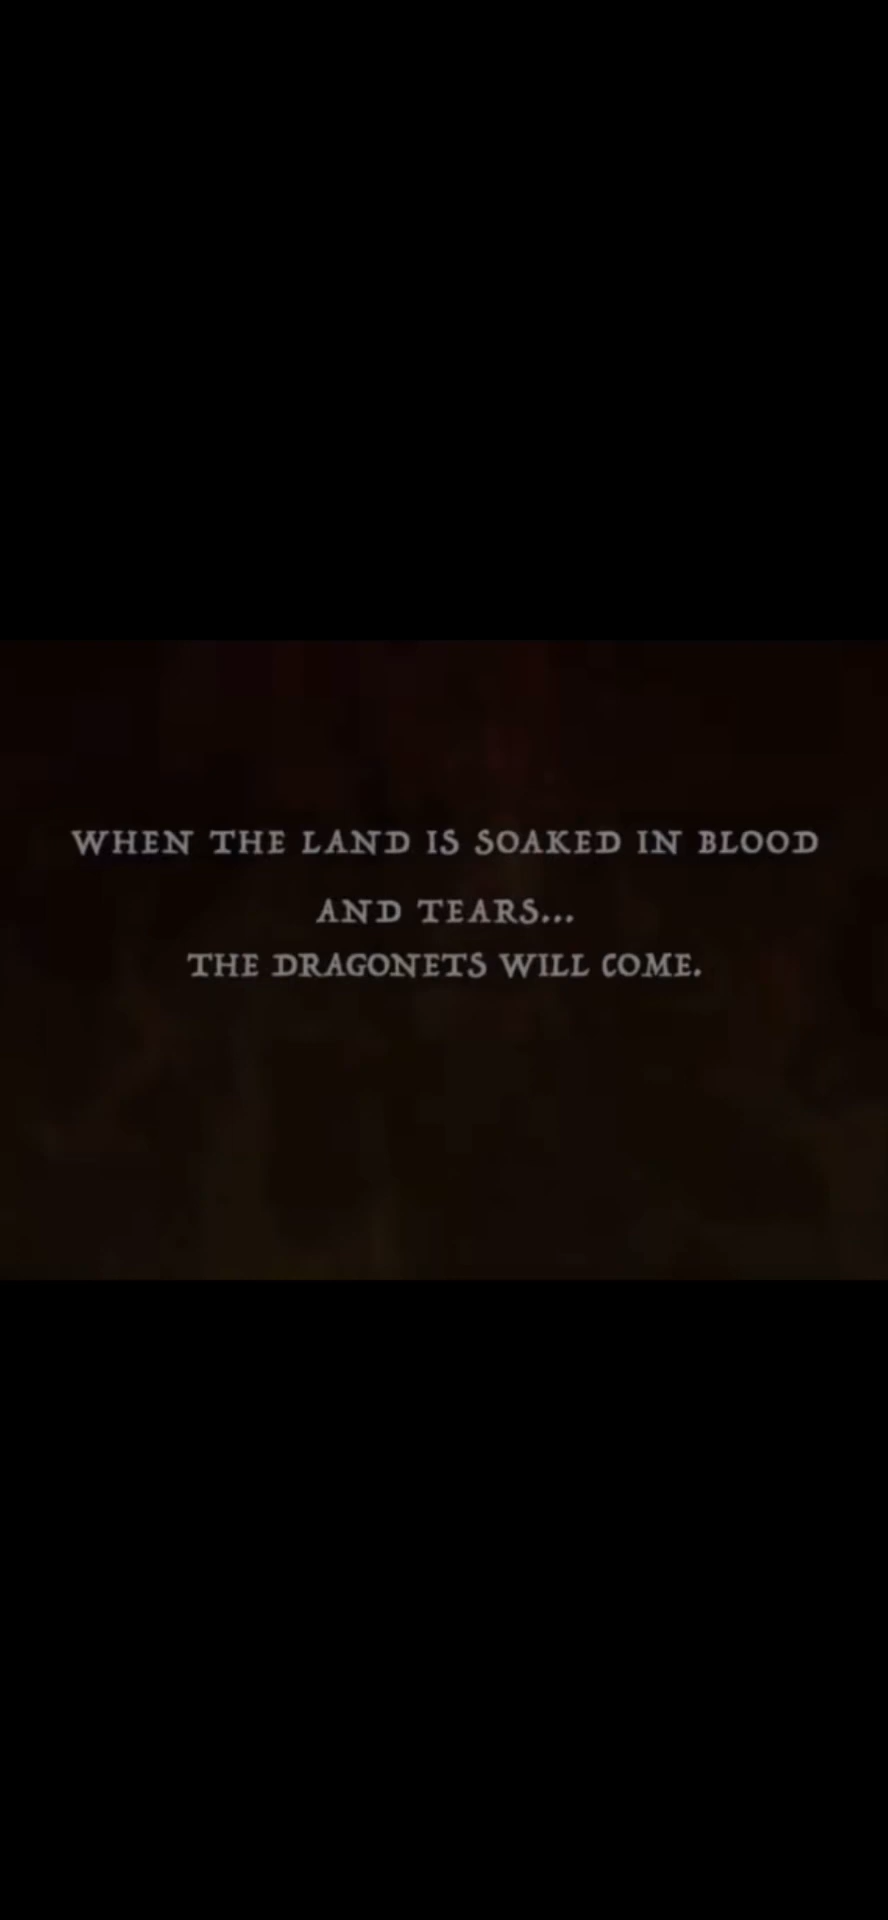 WHEN THE LAND IS SOAKED IN BLOOD
AND TEARS...
THE DRAGONETS WILL COME.